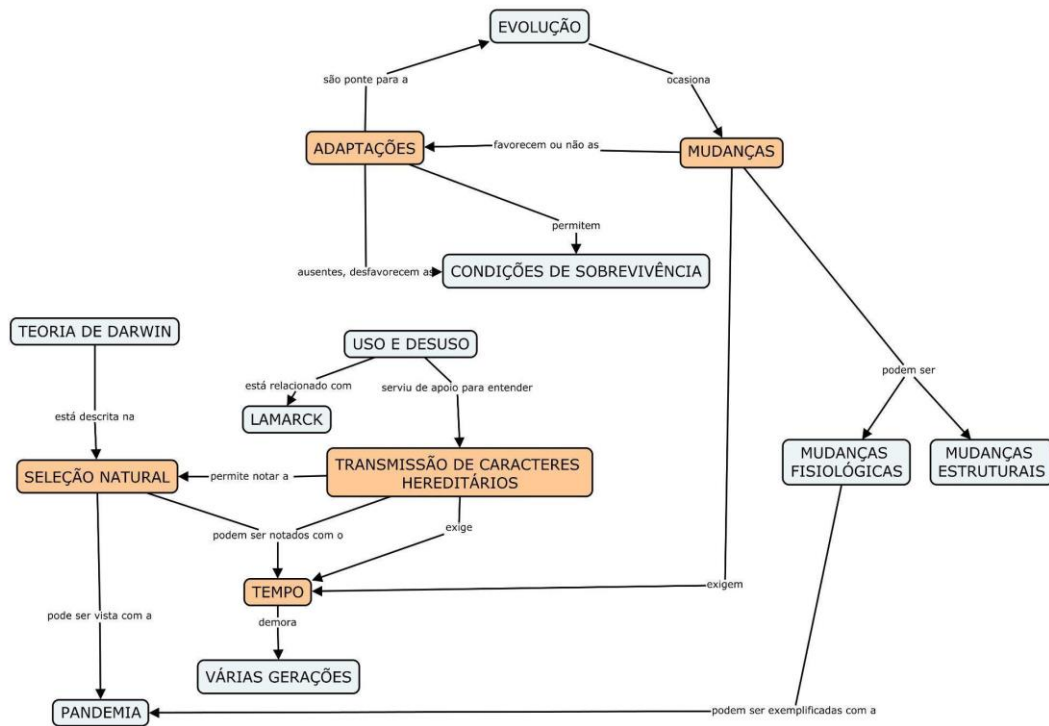 EVOLUÇÃO
são ponte para a
ocasiona
ADAPTAÇÕES
favorecem ou não as
MUDANÇAS
permitem
ausentes, desfavorecem as
CONDIÇÕES DE SOBREVIVÊNCIA
TEORIA DE DARWIN
USO E DESUSO
podem ser
está relacionado com
serviu de apoio para entender
LAMARCK
está descrita na
MUDANÇAS
FISIOLÓGICAS
MUDANÇAS
ESTRUTURAIS
SELEÇÃO NATURAL
permite notar a
TRANSMISSÃO DE CARACTERES
HEREDITÁRIOS
podem ser notados com o
exige
TEMPO
exigem
pode ser vista com a
demora
VÁRIAS GERAÇÕES
PANDEMIA
podem ser exemplificadas com a